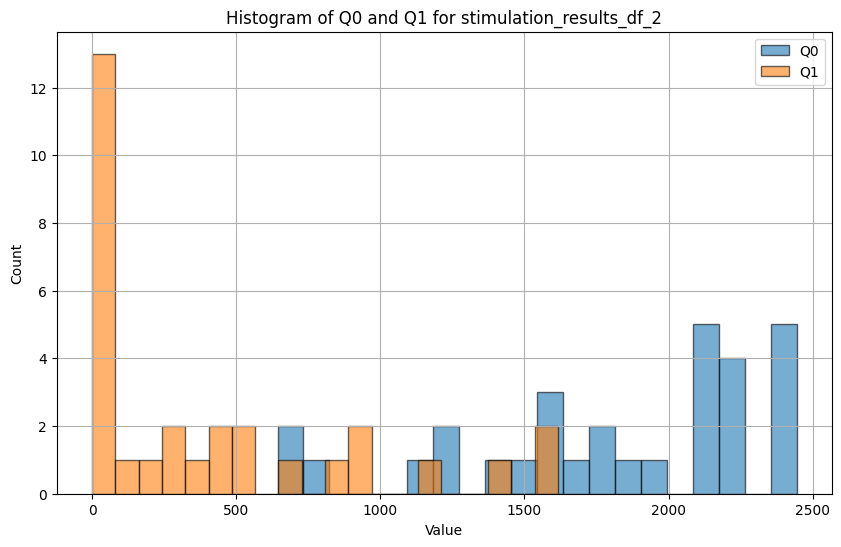 Histogram of Q0 and Q1 for stimulation_results_df_2
Q0
Q1
12
10
8
6
4
2
0
Count
0 500 1000 1500 2000 2500
Value